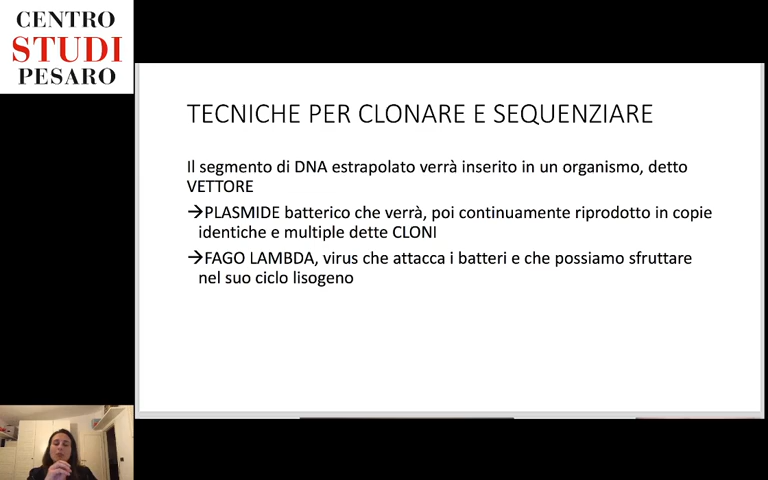 CENTRO
STUDI
PESARO
TECNICHE PER CLONARE E SEQUENZIARE
Il segmento di DNA estrapolato verrà inserito in un organismo, detto
VETTORE
→PLASMIDE batterico che verrà, poi continuamente riprodotto in copie
identiche e multiple dette CLONI
→FAGO LAMBDA, virus che attacca i batteri e che possiamo sfruttare
nel suo ciclo lisogeno